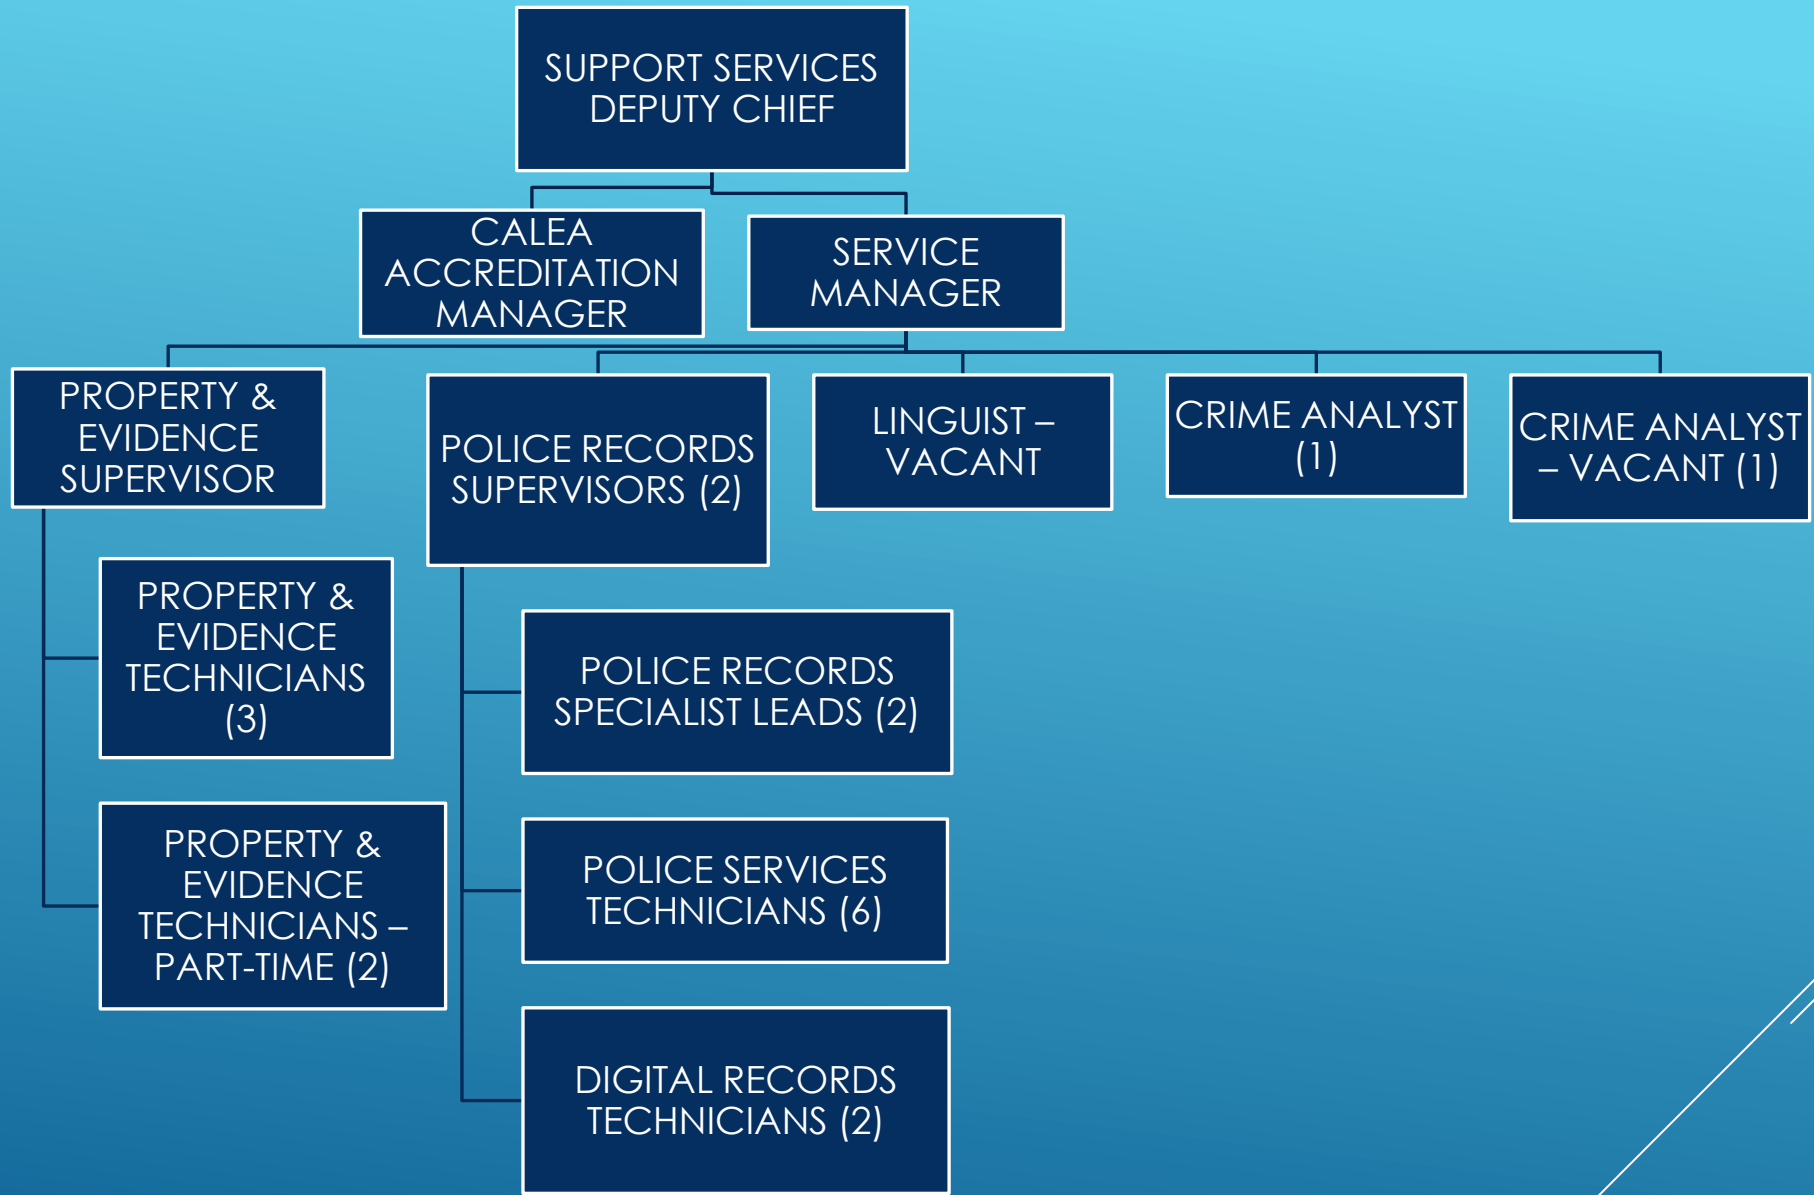 SUPPORT SERVICES
DEPUTY CHIEF
CALEA
ACCREDITATION
MANAGER
SERVICE
MANAGER
PROPERTY &
EVIDENCE
SUPERVISOR
POLICE RECORDS
SUPERVISORS (2)
LINGUIST –
VACANT
CRIME ANALYST
(1)
CRIME ANALYST
– VACANT (1)
PROPERTY &
EVIDENCE
TECHNICIANS
(3)
PROPERTY &
EVIDENCE
TECHNICIANS –
PART-TIME (2)
POLICE RECORDS
SPECIALIST LEADS (2)
POLICE SERVICES
TECHNICIANS (6)
DIGITAL RECORDS
TECHNICIANS (2)